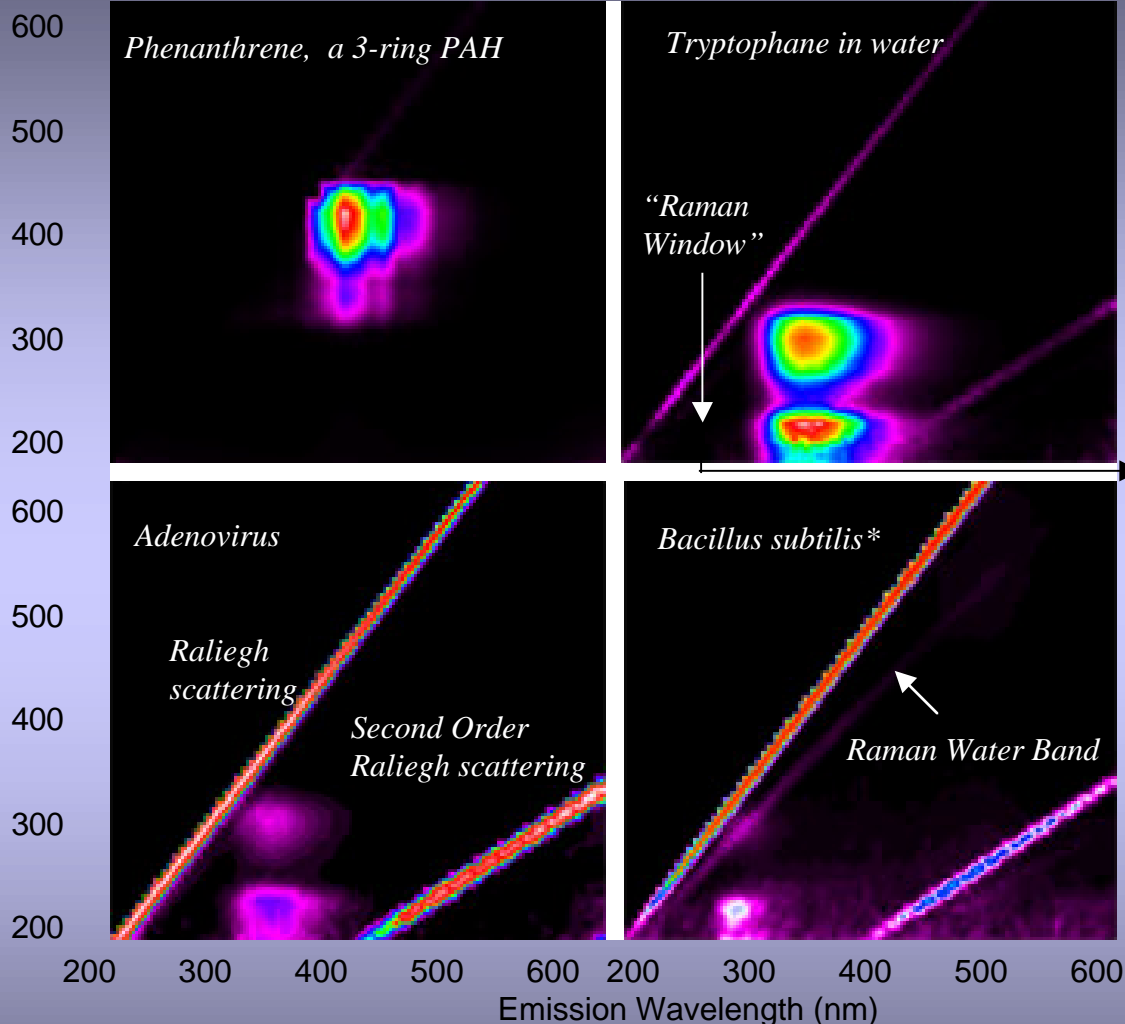 600
500
400
300
200
Phenanthrene, a 3-ring PAH
Tryptophane in water
“Raman
Window”
600
500
400
300
200
Adenovirus
Raliegh
scattering
Second Order
Raliegh scattering
Bacillus subtilis*
Raman Water Band
200 300 400 500 600 200 300 400 500 600
Emission Wavelength (nm)